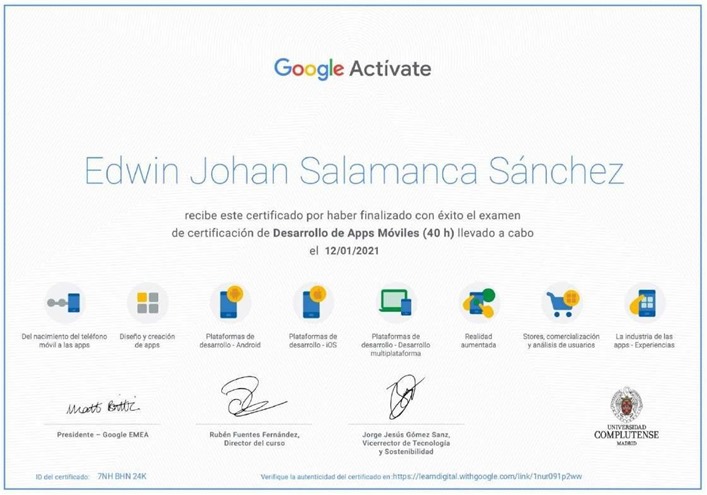 Google Actívate
Edwin Johan Salamanca Sánchez
recibe este certificado por haber finalizado con éxito el examen
de certificación de Desarrollo de Apps Móviles (40 h) llevado a cabo
el 12/01/2021
Del nacimiento del teléfono
móvil a las apps
Diseño y creación
de apps
Plataformas de
desarrollo - Android
Plataformas de
desarrollo - iOS
Plataformas de
desarrollo - Desarrollo
multiplataforma
Realidad
aumentada
Stores, comercialización
y análisis de usuarios
La industria de las
apps - Experiencias
Presidente – Google EMEA
Rubén Fuentes Fernández,
Director del curso
Jorge Jesús Gómez Sanz,
Vicerrector de Tecnología
y Sostenibilidad
UNIVERSIDAD
COMPLUTENSE
MADRID
ID del certificado: 7NH BHN 24K
Verifique la autenticidad del certificado en: https://learndigital.withgoogle.com/link/1nur091p2ww